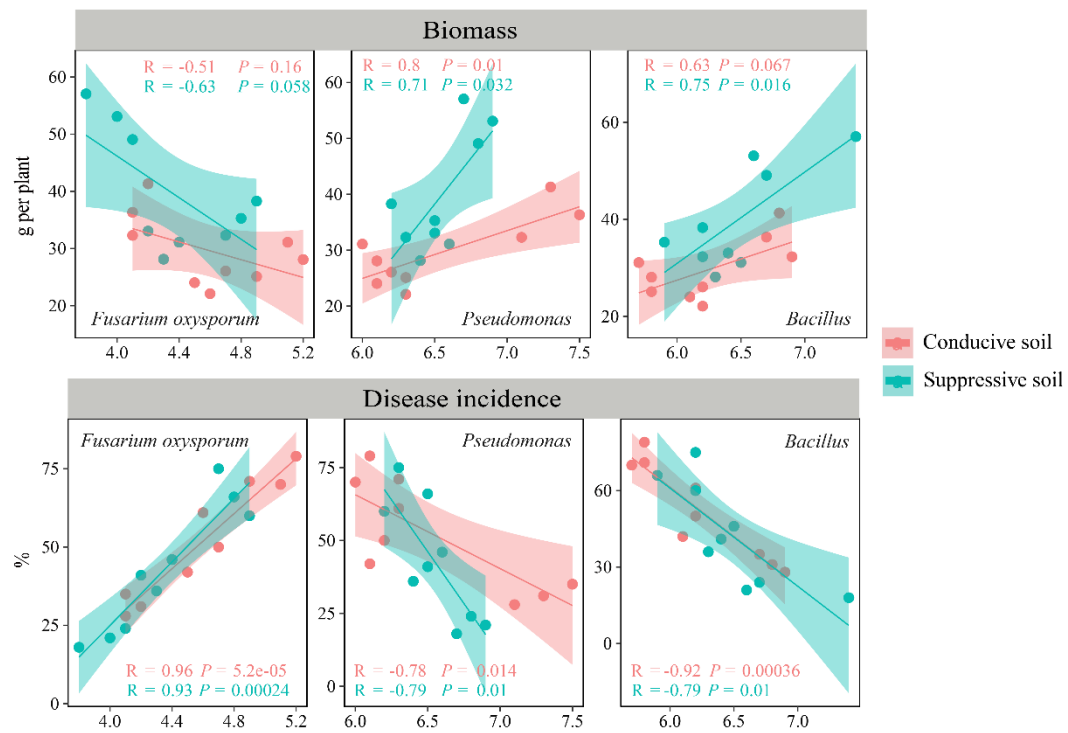 Biomass
R = -0.51 P = 0.16
R = -0.63 P = 0.058
R = 0.8 P = 0.01
R = 0.71 P = 0.032
R = 0.63 P = 0.067
R = 0.75 P = 0.016
g per plant
60
50
40
30
20
Fusarium oxysporum
4.0 4.4 4.8 5.2
60
50
40
30
20
Pseudomonas
6.0 6.5 7.0 7.5
60
40
20
Bacillus
6.0 6.5 7.0
Conducive soil
Suppressive soil
Disease incidence
Fusarium oxysporum
%
75
50
25
0
R = 0.96 P = 5.2e-05
R = 0.93 P = 0.00024
4.0 4.4 4.8 5.2
Pseudomonas
75
50
25
0
R = -0.78 P = 0.014
R = -0.79 P = 0.01
6.0 6.5 7.0 7.5
Bacillus
60
30
0
R = -0.92 P = 0.00036
R = -0.79 P = 0.01
6.0 6.5 7.0